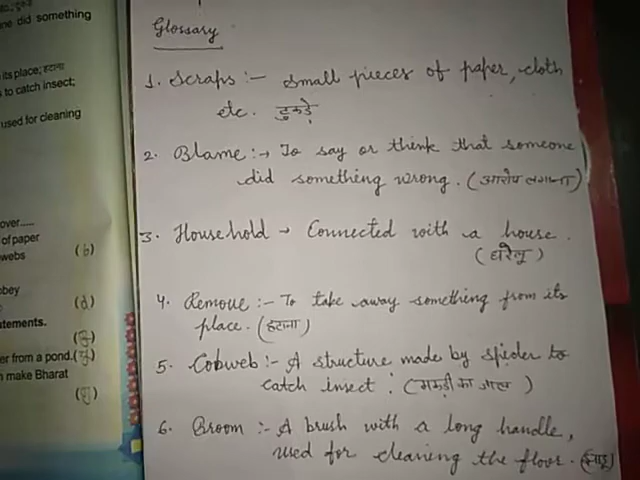 ne did something
its place; हटाना
to catch insect;
used for cleaning
over.....
of paper
webs (b)
obey
(d)
atements.
er from a pond.
n make Bharat
Glossary
1. Scraps :- Small pieces of paper, cloth
etc. टुकड़े
2. Blame :→ To say or think that someone
did something wrong. (आरोप लगाना)
3. Household → Connected with a house.
(घरेलू)
4. Remove :- To take away something from its
place. (हटाना)
5. Cobweb :- A structure made by spider to
catch insect : (मकड़ी का जाल)
6. Broom :- A brush with a long handle,
used for cleaning the floor. (झाड़ू)